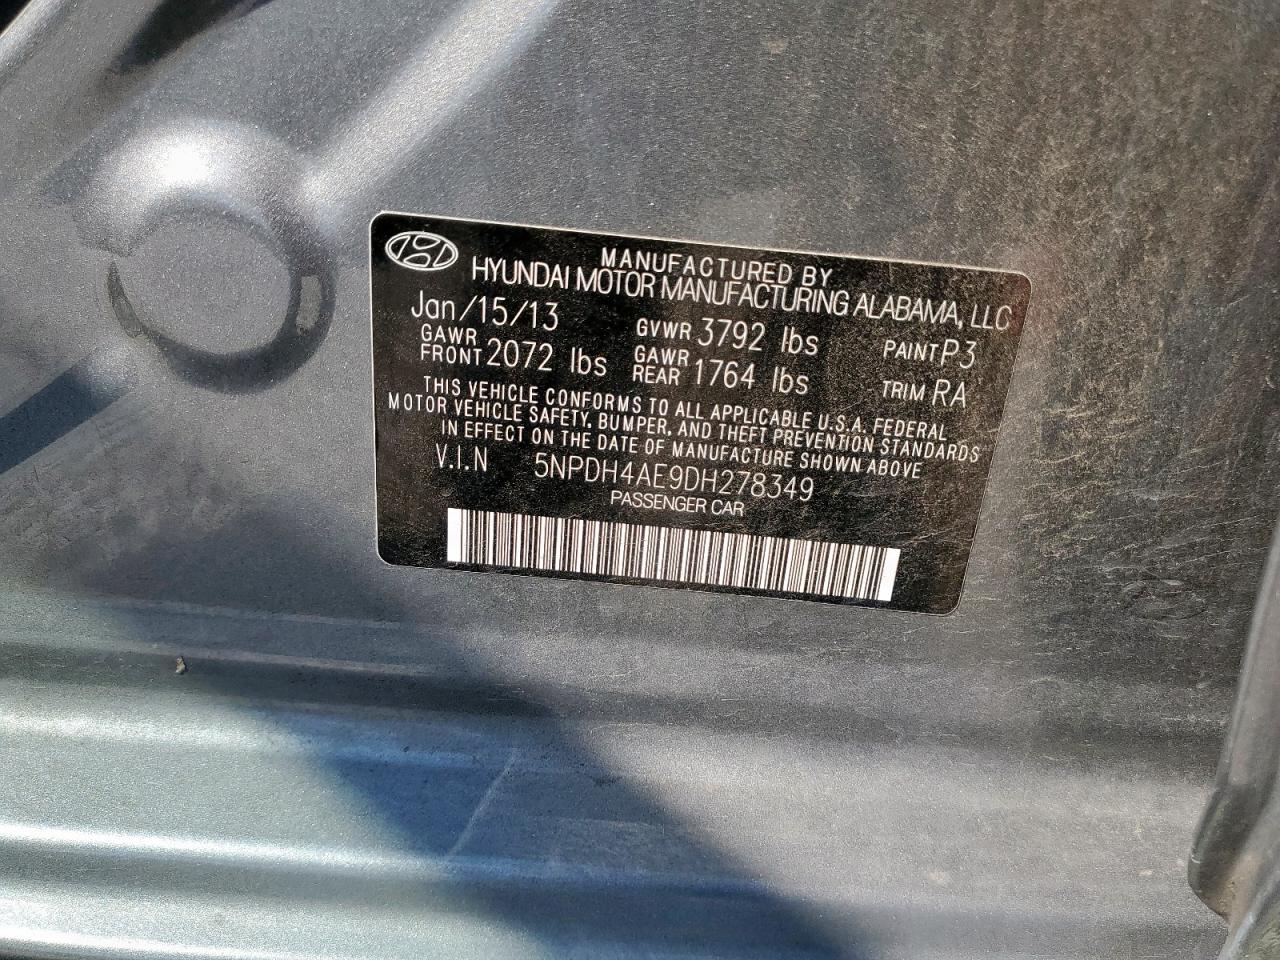 MANUFACTURED BY
HYUNDAI MOTOR MANUFACTURING ALABAMA, LLC
Jan/15/13 GVWR 3792 lbs PAINT P3
GAWR FRONT 2072 lbs GAWR REAR 1764 lbs TRIM RA
THIS VEHICLE CONFORMS TO ALL APPLICABLE U.S.A. FEDERAL
MOTOR VEHICLE SAFETY, BUMPER, AND THEFT PREVENTION STANDARDS
IN EFFECT ON THE DATE OF MANUFACTURE SHOWN ABOVE
V.I.N 5NPDH4AE9DH278349
PASSENGER CAR